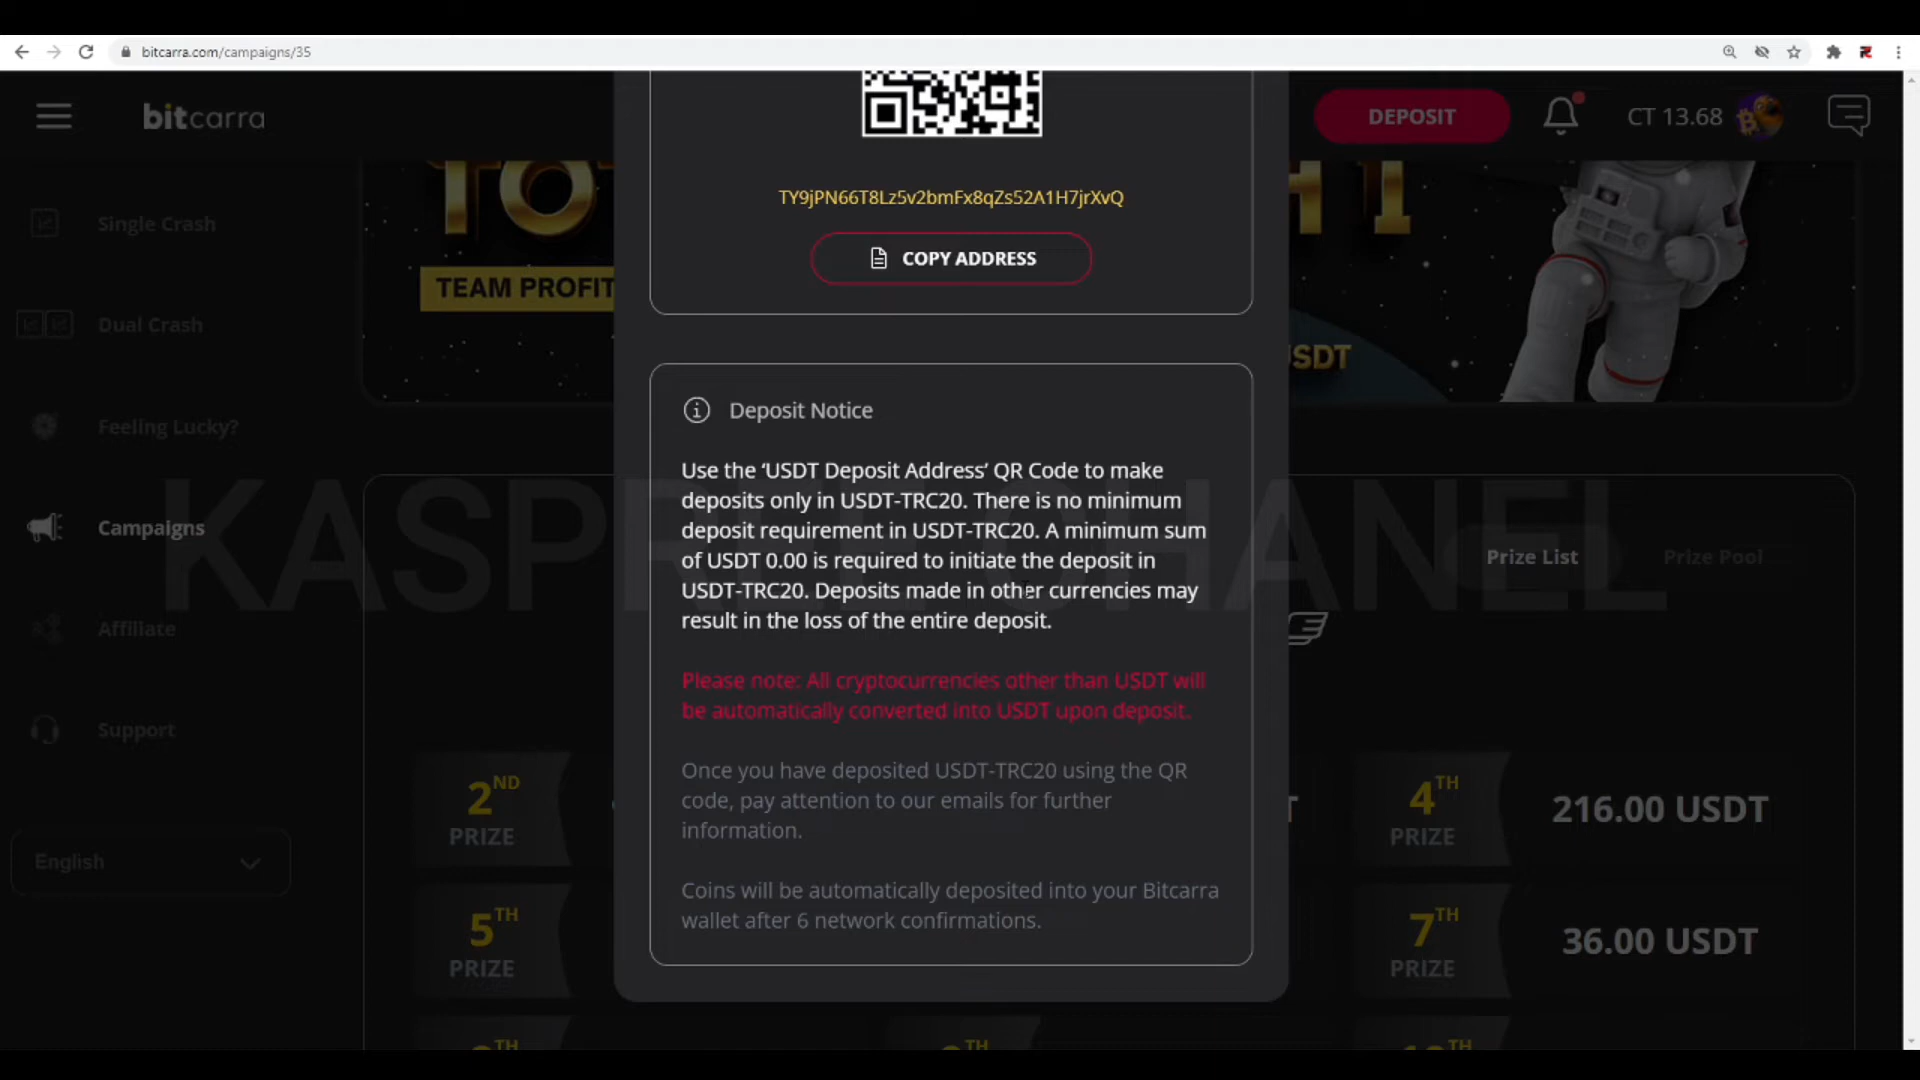 bitcarra.com/campaigns/35
bitcarra
DEPOSIT
CT 13.68
TY9jPN66T8Lz5v2bmFx8qZs52A1H7jrXvQ
COPY ADDRESS
Single Crash
Dual Crash
Feeling Lucky?
Campaigns
Affiliate
Support
English
TEAM PROFIT
USDT
Deposit Notice
Use the ‘USDT Deposit Address’ QR Code to make
deposits only in USDT-TRC20. There is no minimum
deposit requirement in USDT-TRC20. A minimum sum
of USDT 0.00 is required to initiate the deposit in
USDT-TRC20. Deposits made in other currencies may
result in the loss of the entire deposit.
Please note: All cryptocurrencies other than USDT will
be automatically converted into USDT upon deposit.
Once you have deposited USDT-TRC20 using the QR
code, pay attention to our emails for further
information.
Coins will be automatically deposited into your Bitcarra
wallet after 6 network confirmations.
Prize List
Prize Pool
2ND
PRIZE
4TH
PRIZE
216.00 USDT
5TH
PRIZE
7TH
PRIZE
36.00 USDT